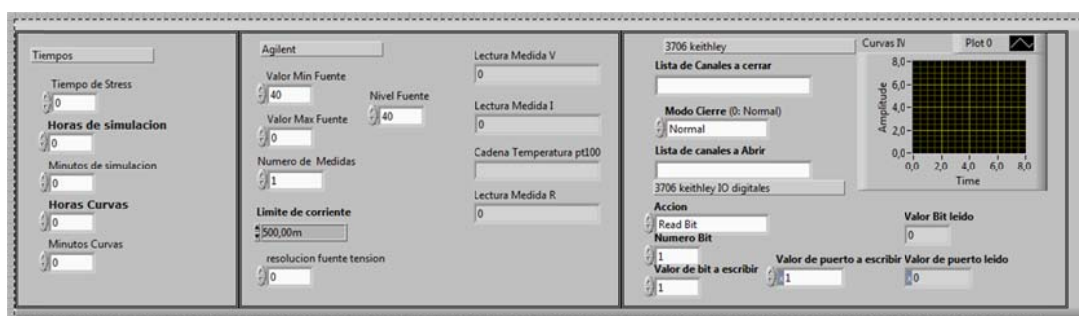 Tiempos
Tiempo de Stress
0
Horas de simulacion
0
Minutos de simulacion
0
Horas Curvas
0
Minutos Curvas
0
Agilent
Valor Min Fuente
40
Nivel Fuente
40
Valor Max Fuente
0
Numero de Medidas
1
Limite de corriente
500,00m
resolucion fuente tension
0
Lectura Medida V
0
Lectura Medida I
0
Cadena Temperatura pt100
Lectura Medida R
0
3706 keithley
Lista de Canales a cerrar
Modo Cierre (0: Normal)
Normal
Lista de canales a Abrir
3706 keithley IO digitales
Accion
Read Bit
Numero Bit
1
Valor de bit a escribir
1
Valor de puerto a escribir
1
Valor Bit leido
0
Valor de puerto leido
0
Curvas IV
Plot 0
Amplitude
8,0
6,0
4,0
2,0
0,0
0,0 2,0 4,0 6,0 8,0
Time